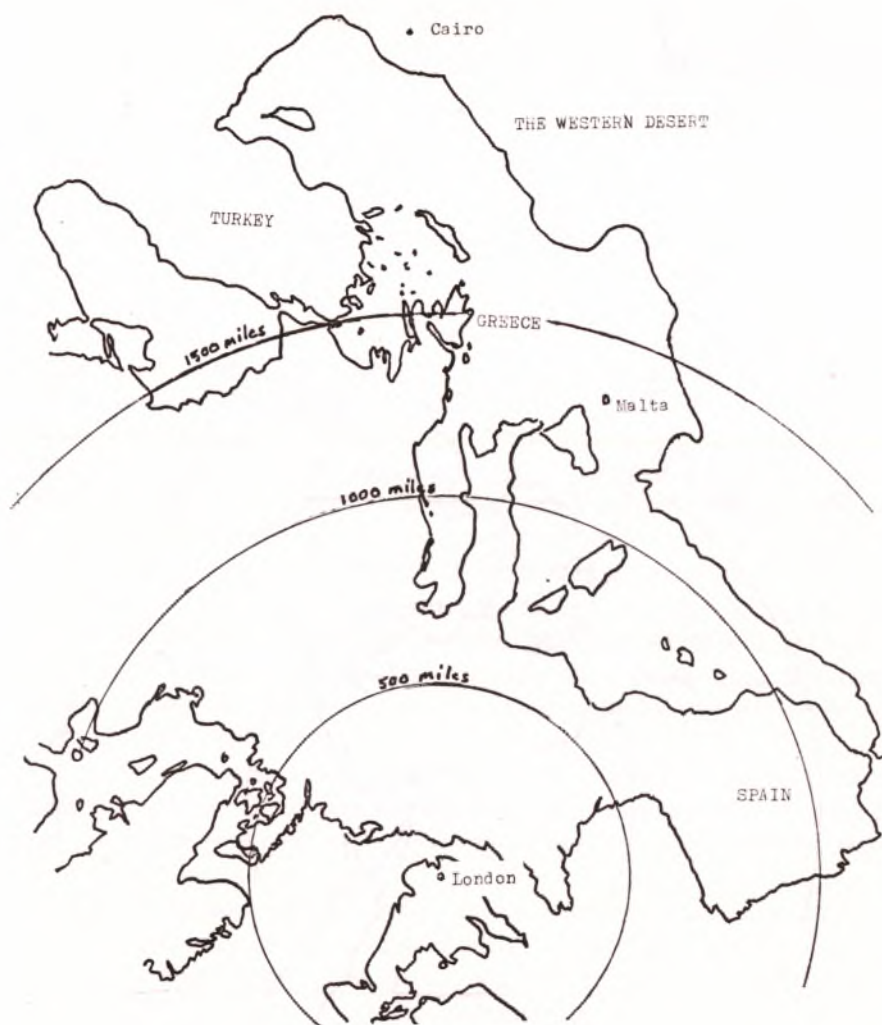 Cairo
THE WESTERN DESERT
TURKEY
GREECE
1500 miles
Malta
1000 miles
500 miles
SPAIN
London